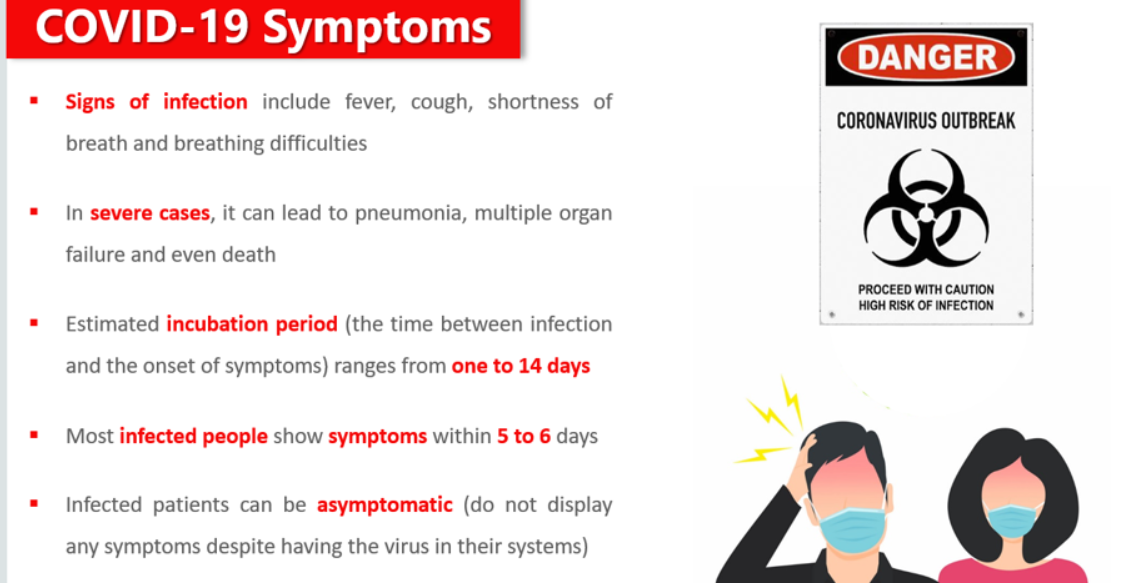 COVID-19 Symptoms
▪ Signs of infection include fever, cough, shortness of
breath and breathing difficulties
▪ In severe cases, it can lead to pneumonia, multiple organ
failure and even death
▪ Estimated incubation period (the time between infection
and the onset of symptoms) ranges from one to 14 days
▪ Most infected people show symptoms within 5 to 6 days
▪ Infected patients can be asymptomatic (do not display
any symptoms despite having the virus in their systems)
DANGER
CORONAVIRUS OUTBREAK
PROCEED WITH CAUTION
HIGH RISK OF INFECTION